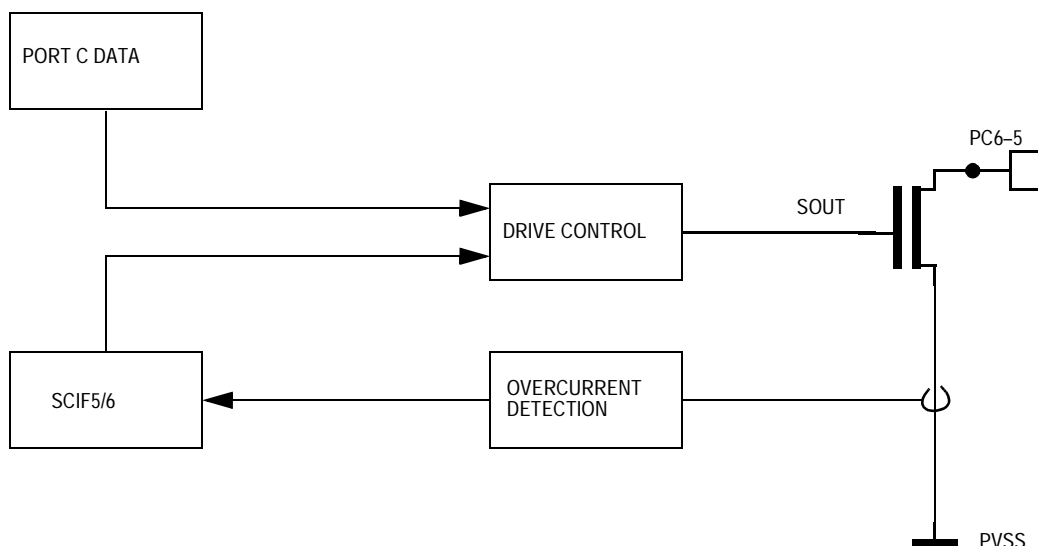 PORT C DATA
PC6–5
SOUT
DRIVE CONTROL
SCIF5/6
OVERCURRENT
DETECTION
PVSS